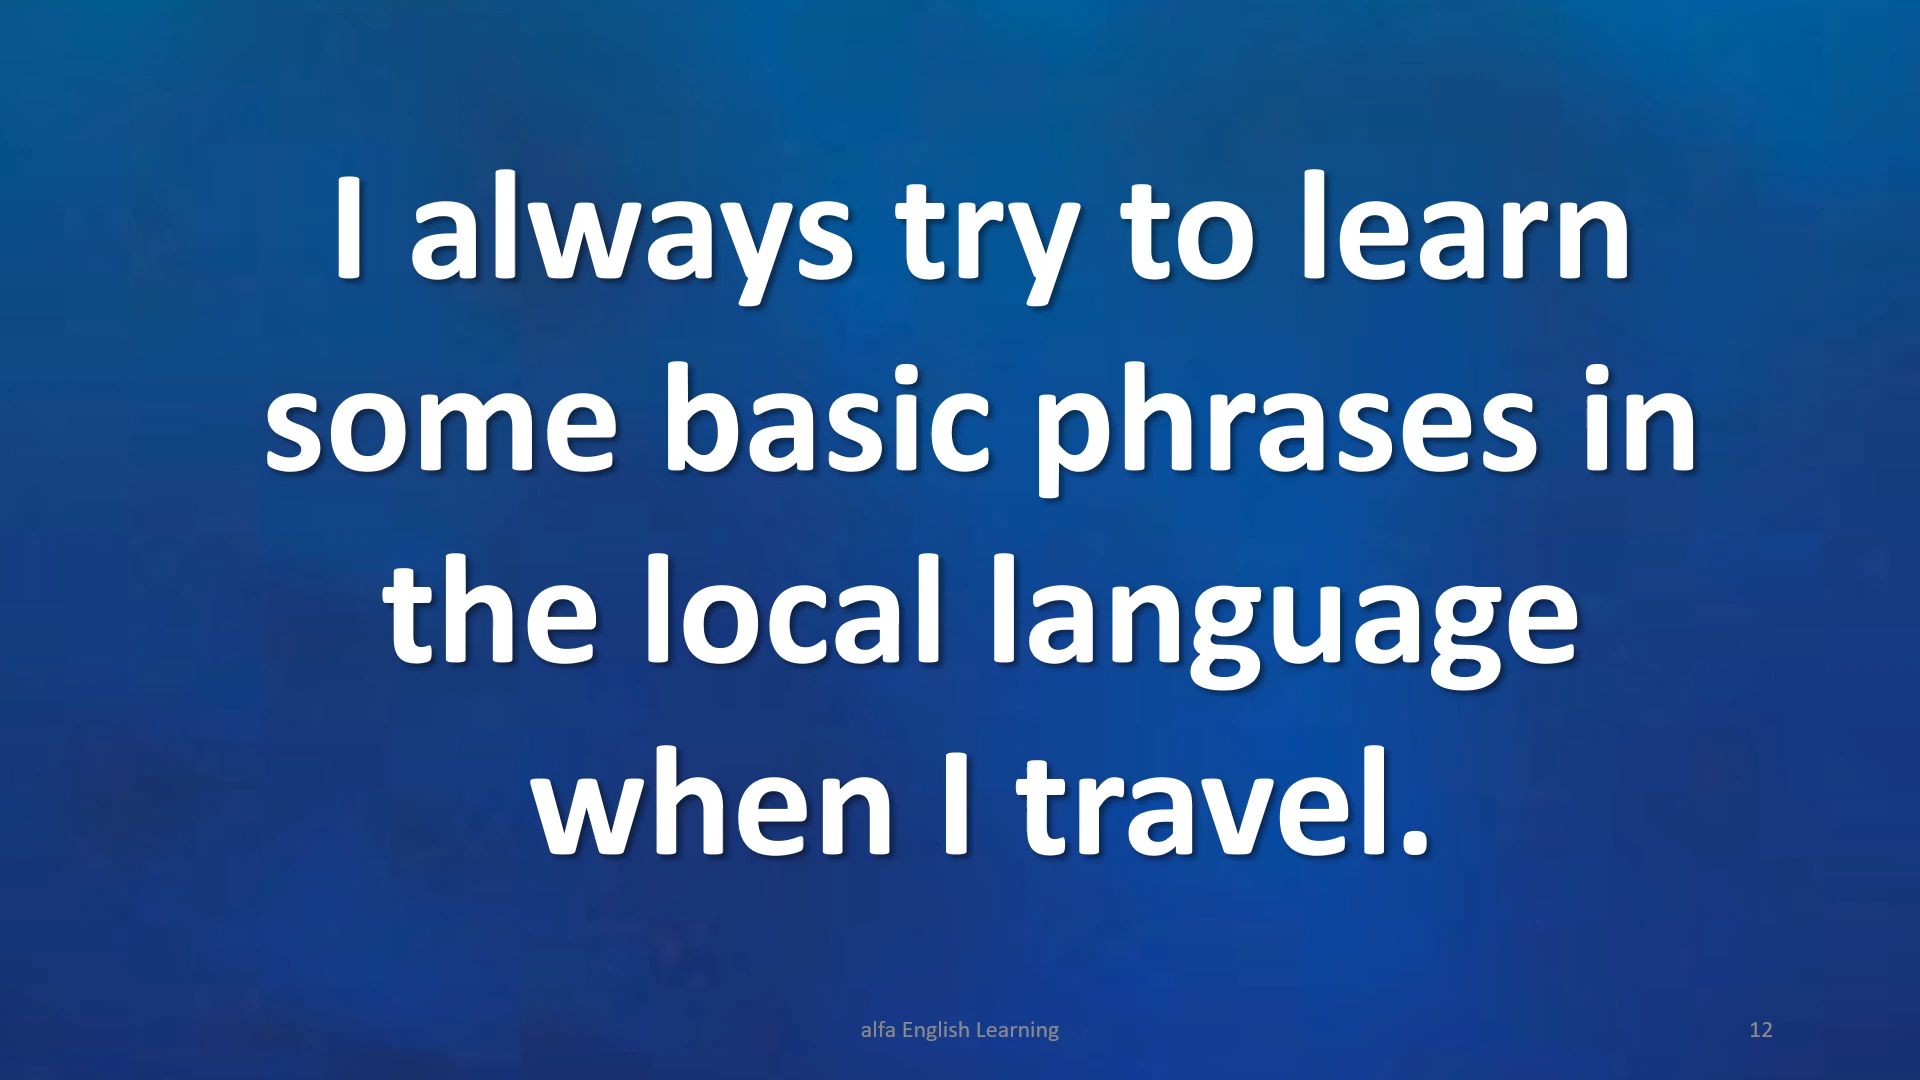 I always try to learn
some basic phrases in
the local language
when I travel.
alfa English Learning
12